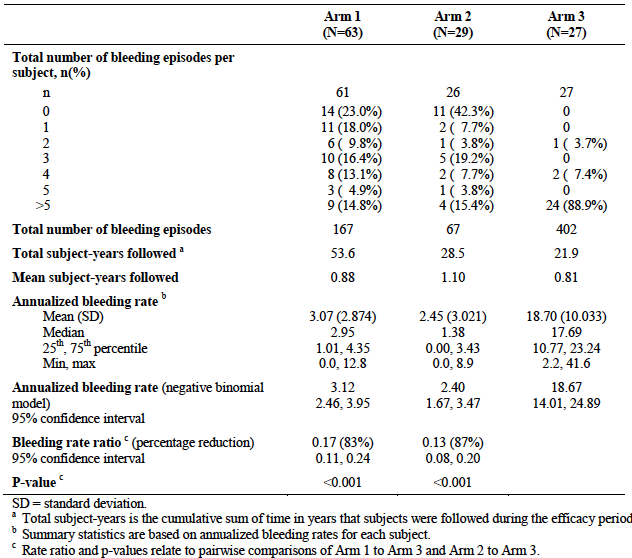 Arm 1 Arm 2 Arm 3
(N=63) (N=29) (N=27)
Total number of bleeding episodes per
subject, n(%)
n 61 26 27
0 14 (23.0%) 11 (42.3%) 0
1 11 (18.0%) 2 ( 7.7%) 0
2 6 ( 9.8%) 1 ( 3.8%) 1 ( 3.7%)
3 10 (16.4%) 5 (19.2%) 0
4 8 (13.1%) 2 ( 7.7%) 2 ( 7.4%)
5 3 ( 4.9%) 1 ( 3.8%) 0
>5 9 (14.8%) 4 (15.4%) 24 (88.9%)
Total number of bleeding episodes 167 67 402
Total subject-years followed a 53.6 28.5 21.9
Mean subject-years followed 0.88 1.10 0.81
Annualized bleeding rate b
Mean (SD) 3.07 (2.874) 2.45 (3.021) 18.70 (10.033)
Median 2.95 1.38 17.69
25th, 75th percentile 1.01, 4.35 0.00, 3.43 10.77, 23.24
Min, max 0.0, 12.8 0.0, 8.9 2.2, 41.6
Annualized bleeding rate (negative binomial 3.12 2.40 18.67
model) 2.46, 3.95 1.67, 3.47 14.01, 24.89
95% confidence interval
Bleeding rate ratio c (percentage reduction) 0.17 (83%) 0.13 (87%)
95% confidence interval 0.11, 0.24 0.08, 0.20
P-value c <0.001 <0.001
SD = standard deviation.
a Total subject-years is the cumulative sum of time in years that subjects were followed during the efficacy period
b Summary statistics are based on annualized bleeding rates for each subject.
c Rate ratio and p-values relate to pairwise comparisons of Arm 1 to Arm 3 and Arm 2 to Arm 3.